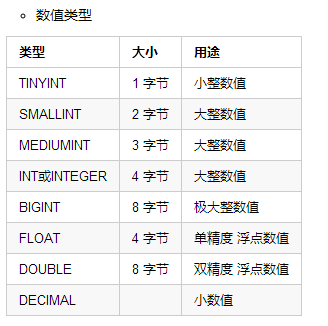 数值类型
类型 大小 用途
TINYINT 1 字节 小整数值
SMALLINT 2 字节 大整数值
MEDIUMINT 3 字节 大整数值
INT或INTEGER 4 字节 大整数值
BIGINT 8 字节 极大整数值
FLOAT 4 字节 单精度 浮点数值
DOUBLE 8 字节 双精度 浮点数值
DECIMAL 小数值